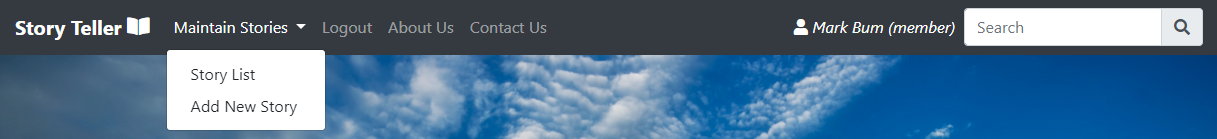 Story Teller Maintain Stories Logout About Us Contact Us Mark Bum (member) Search
Story List
Add New Story